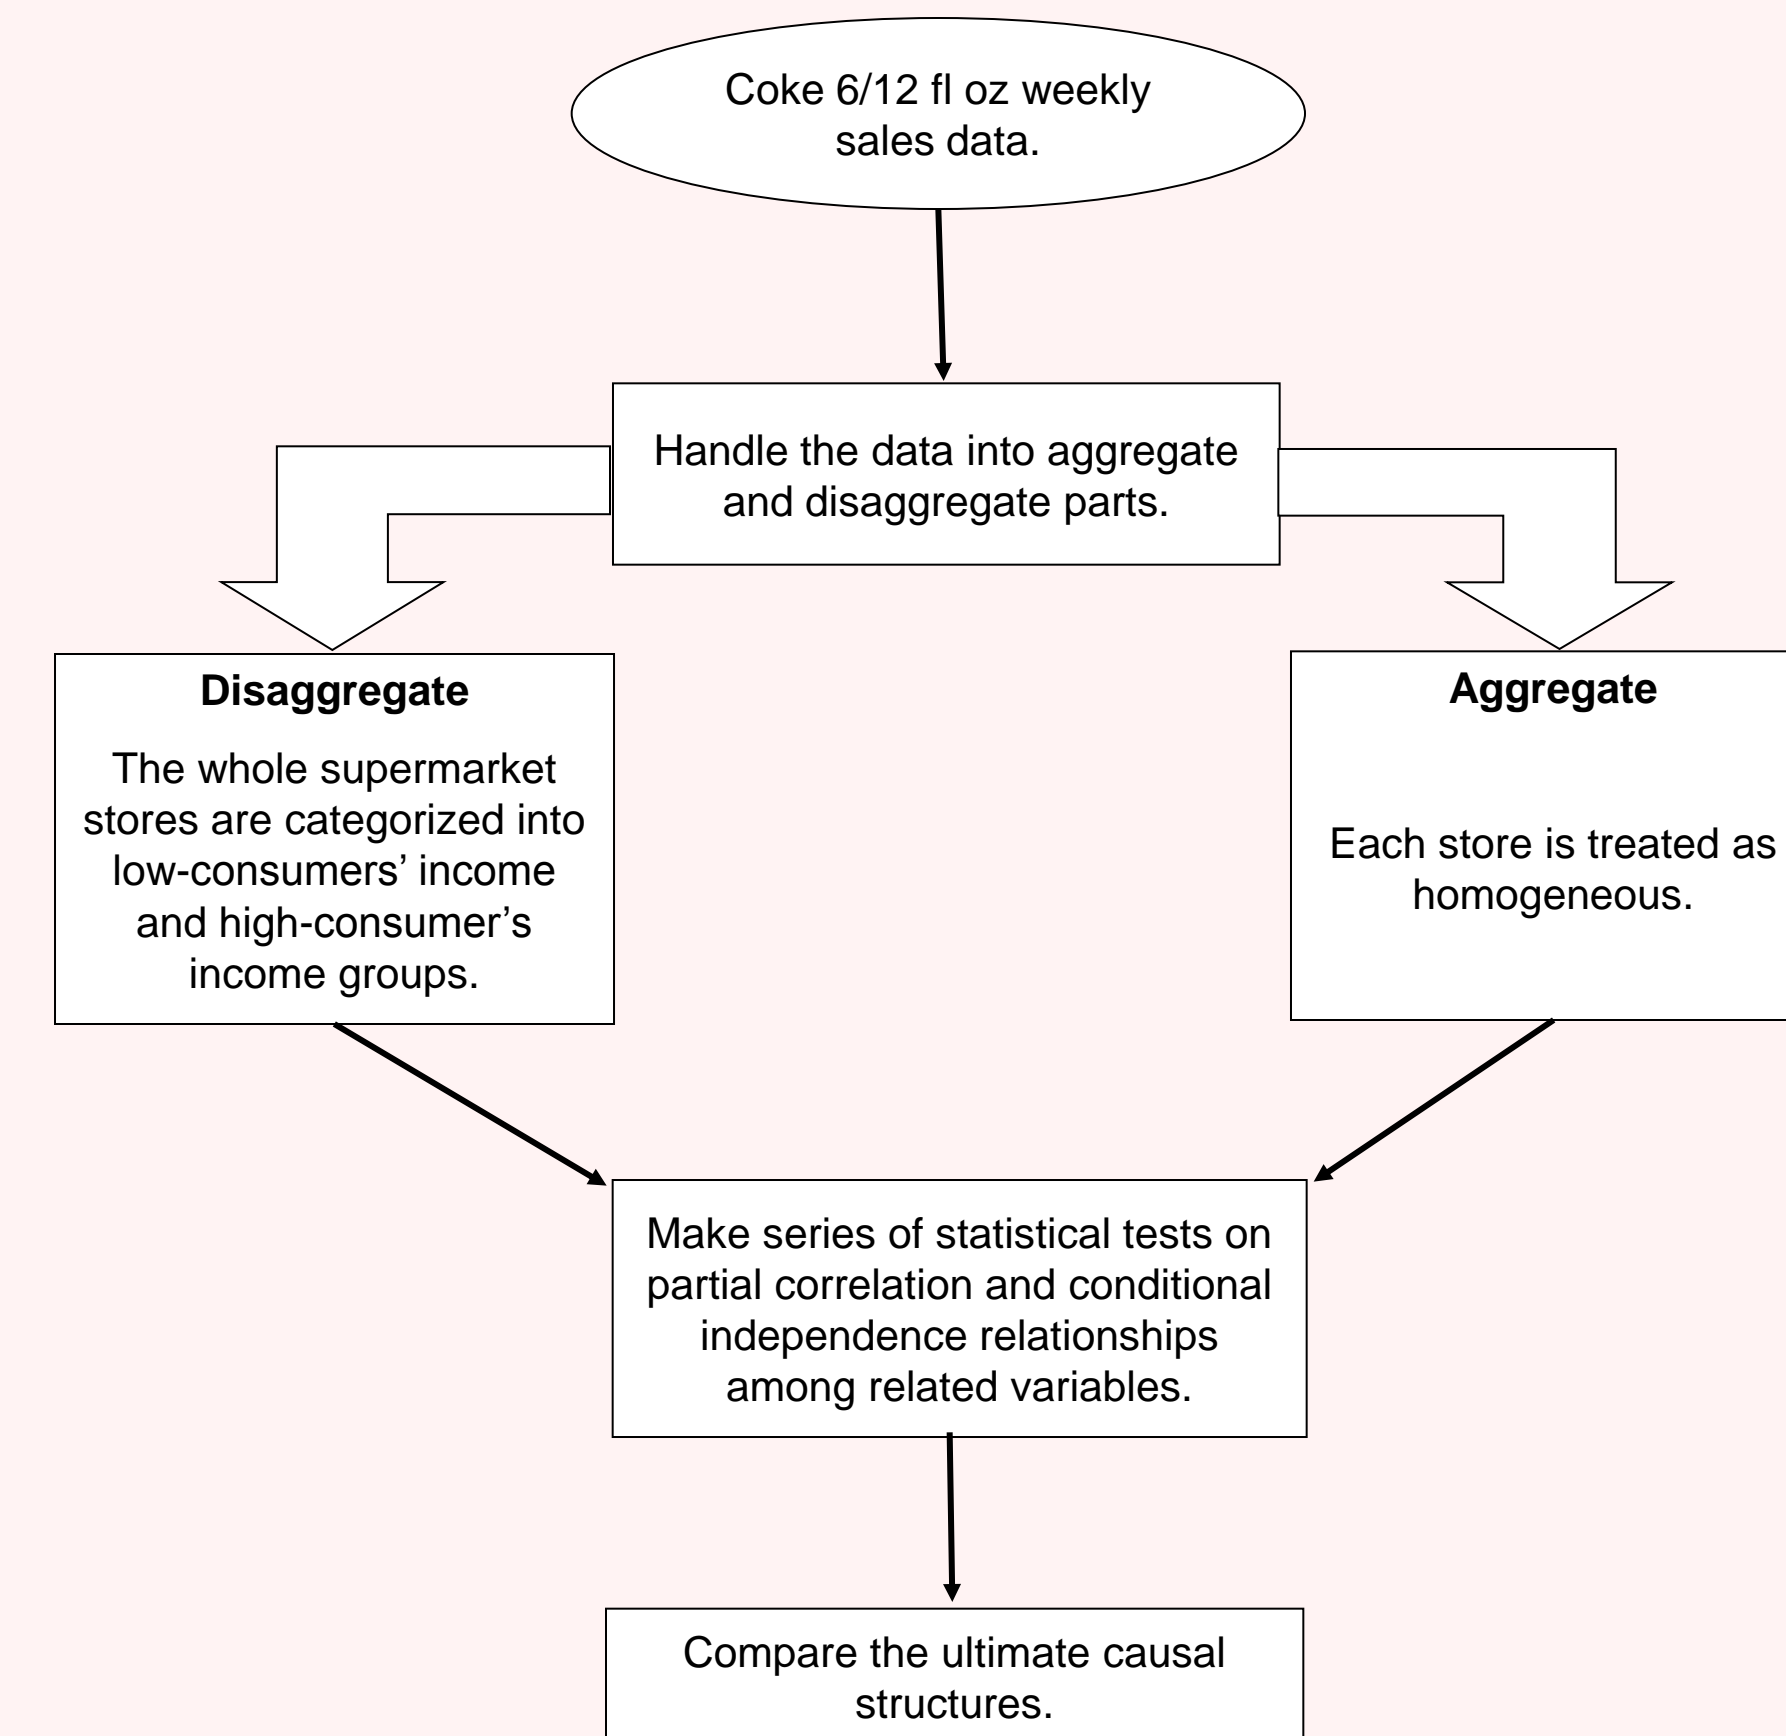 Coke 6/12 fl oz weekly
sales data.
Handle the data into aggregate
and disaggregate parts.
Disaggregate
The whole supermarket
stores are categorized into
low-consumers’ income
and high-consumer’s
income groups.
Aggregate
Each store is treated as
homogeneous.
Make series of statistical tests on
partial correlation and conditional
independence relationships
among related variables.
Compare the ultimate causal
structures.